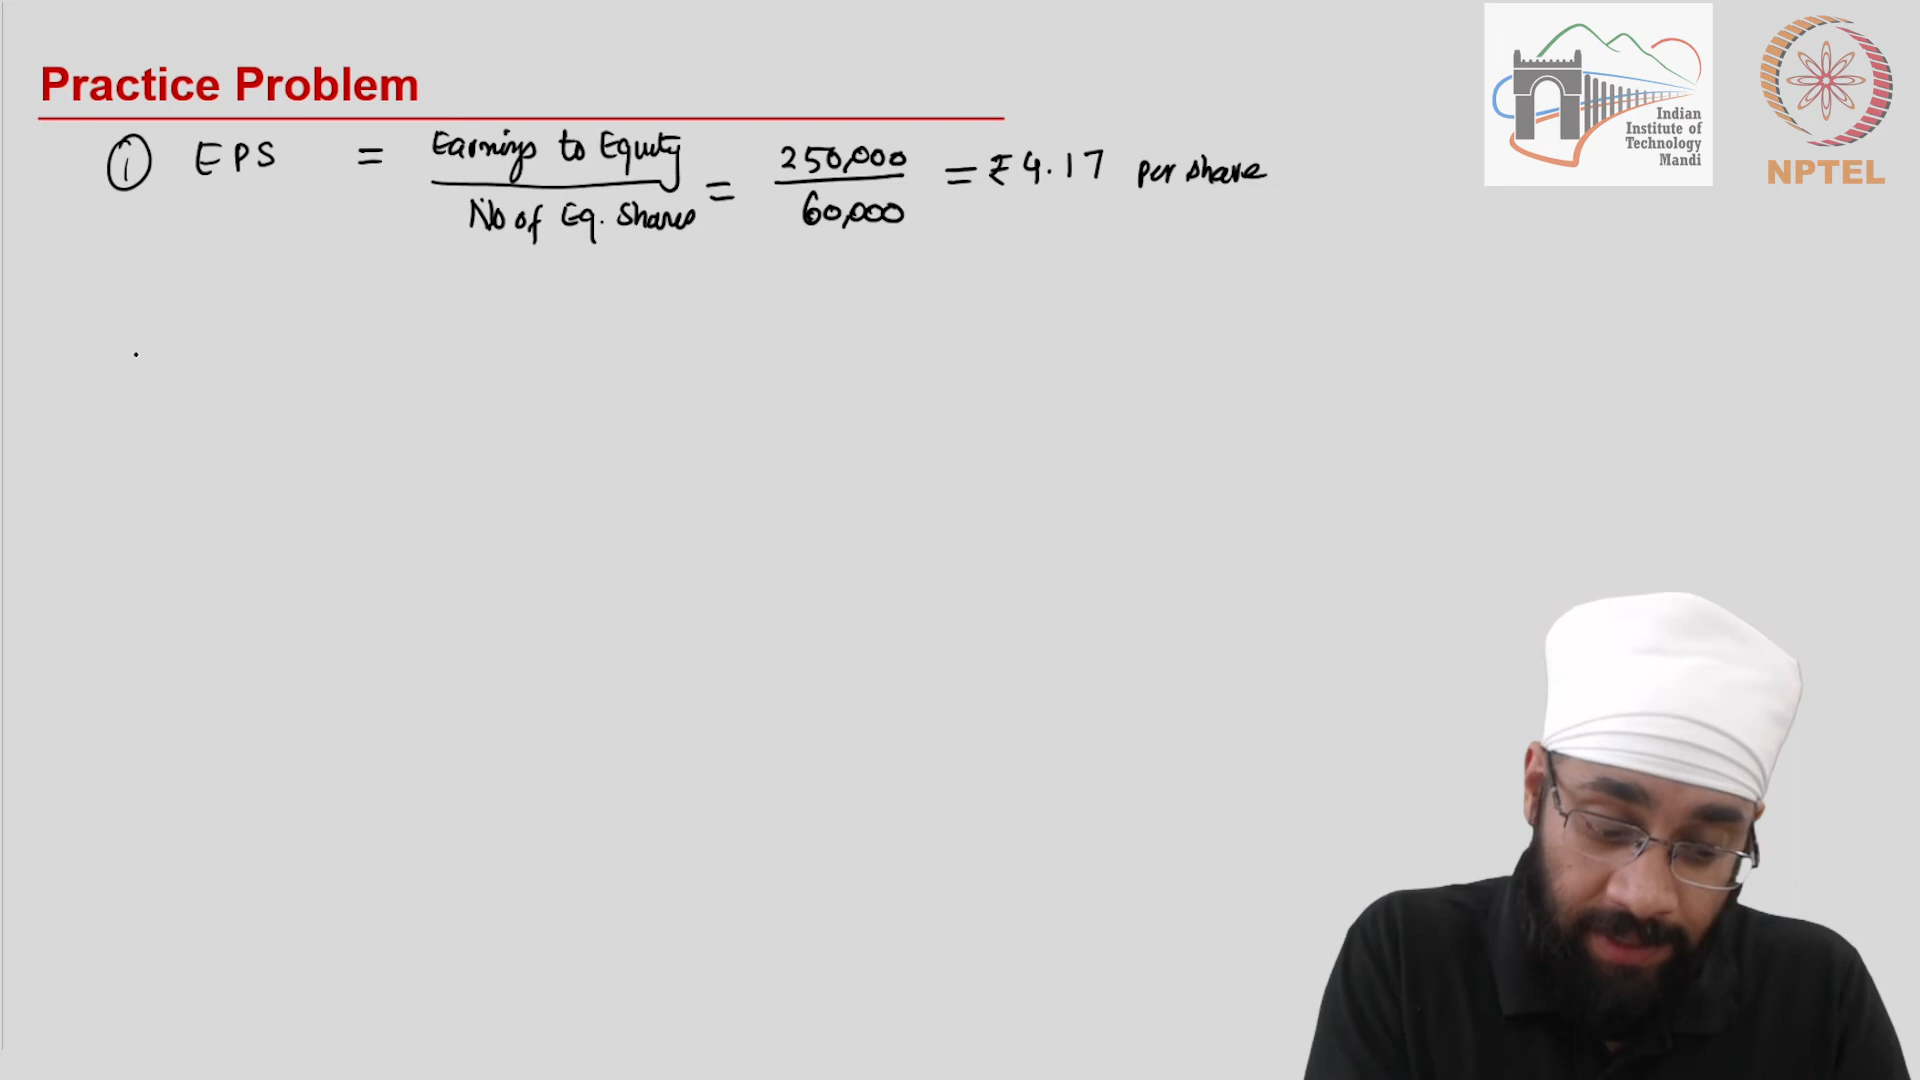 Practice Problem
① EPS = Earnings to Equity / No of Eq. Shares = 250,000 / 60,000 = ₹4.17 per share
Indian
Institute of
Technology
Mandi
NPTEL